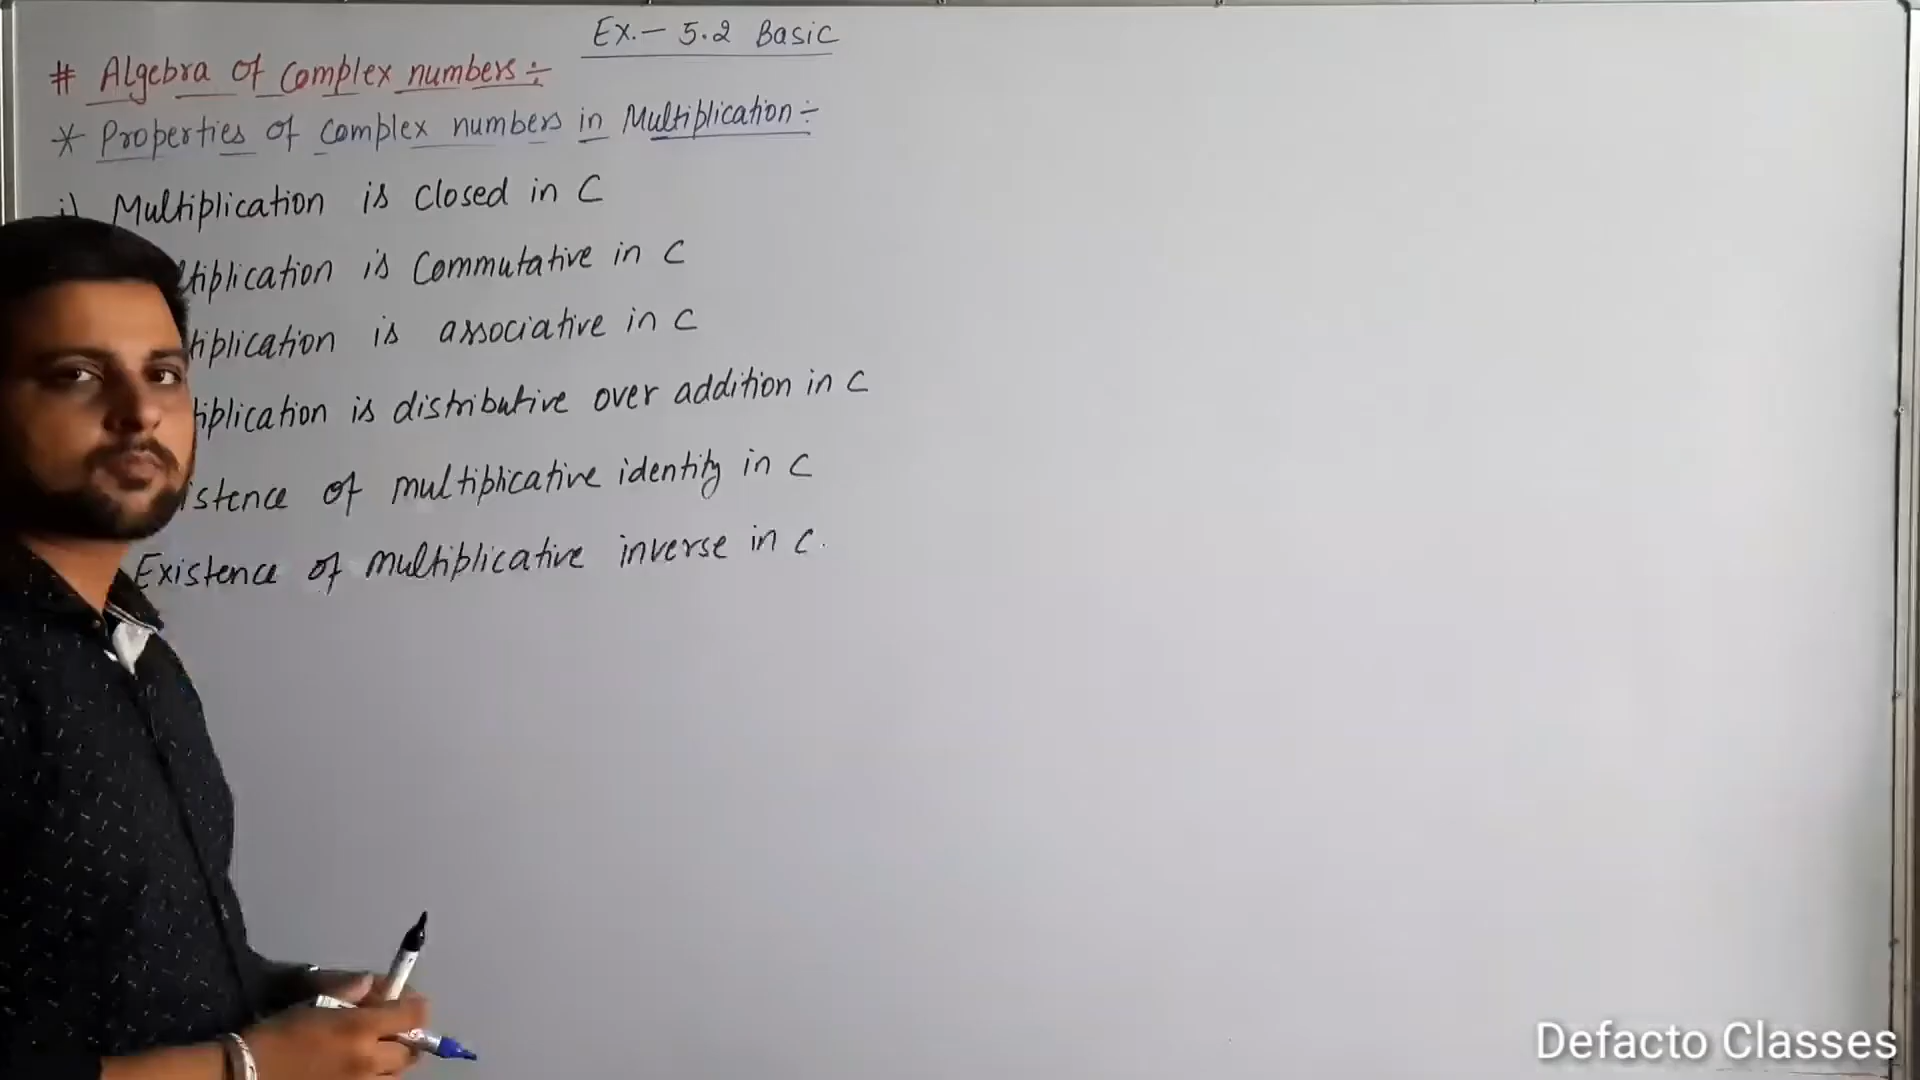 Ex.- 5.2 Basic
# Algebra of Complex numbers ÷
* Properties of complex numbers in Multiplication ÷
i) Multiplication is Closed in C
is Commutative in C
is associative in C
is distributive over addition in C
of multiplicative identity in C
Existence of multiplicative inverse in C.
Defacto Classes